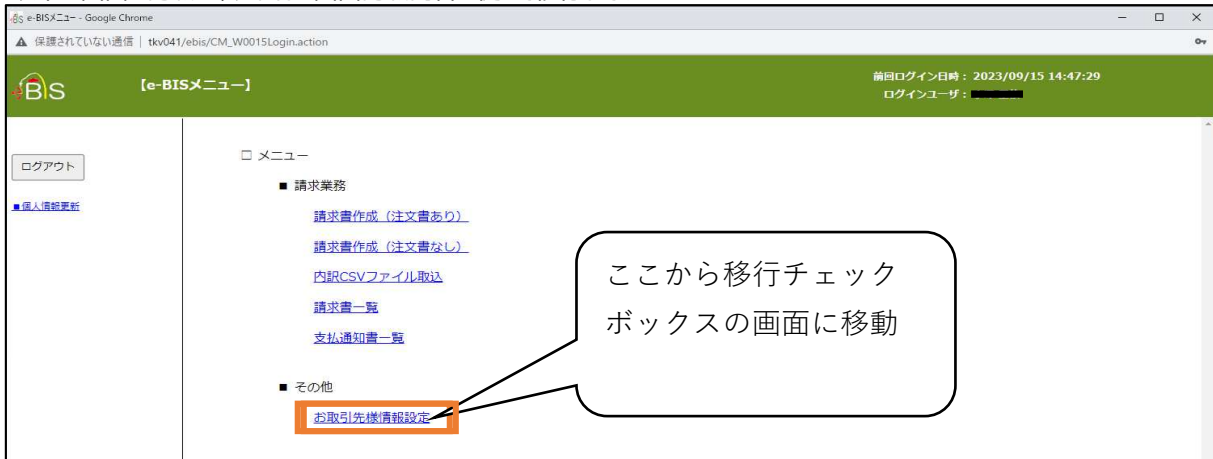 e-BISメニュー - Google Chrome
保護されていない通信 | tkv041/ebis/CM_W0015Login.action
BIS
【e-BISメニュー】
前回ログイン日時： 2023/09/15 14:47:29
ログインユーザ：
ログアウト
■個人情報更新
□ メニュー
■ 請求業務
請求書作成（注文書あり）
請求書作成（注文書なし）
内訳CSVファイル取込
請求書一覧
支払通知書一覧
ここから移行チェック
ボックスの画面に移動
■ その他
お取引先様情報設定